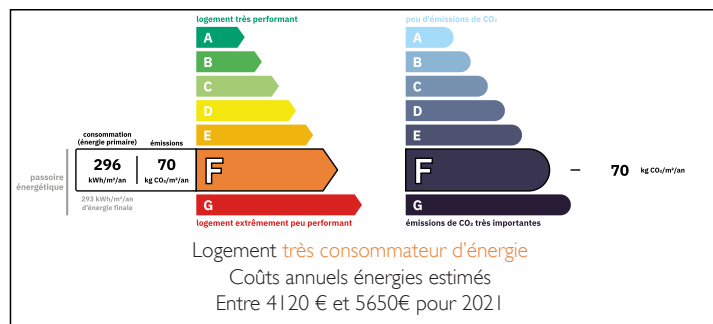 logement très performant
A
B
C
D
E
consommation
(énergie primaire)
émissions
passoire
énergétique
296
kWh/m²/an
70
kg CO₂/m²/an
F
293 kWh/m²/an
d'énergie finale
G
logement extrêmement peu performant
peu d'émissions de CO₂
A
B
C
D
E
F
70 kg CO₂/m²/an
G
émissions de CO₂ très importantes
Logement très consommateur d'énergie
Coûts annuels énergies estimés
Entre 4120 € et 5650€ pour 2021